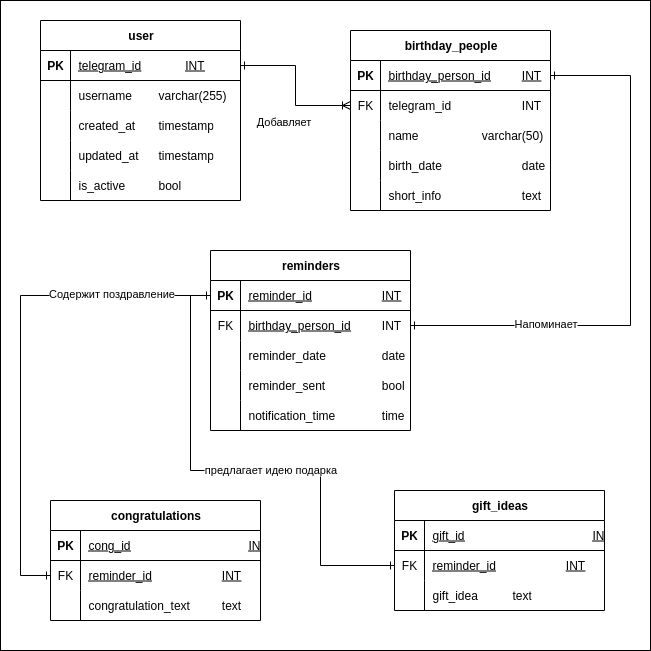 user
PK telegram_id INT
username varchar(255)
created_at timestamp
updated_at timestamp
is_active bool
Добавляет
birthday_people
PK birthday_person_id INT
FK telegram_id INT
name varchar(50)
birth_date date
short_info text
Напоминает
reminders
PK reminder_id INT
FK birthday_person_id INT
reminder_date date
reminder_sent bool
notification_time time
Содержит поздравление
предлагает идею подарка
congratulations
PK cong_id IN
FK reminder_id INT
congratulation_text text
gift_ideas
PK gift_id IN
FK reminder_id INT
gift_idea text